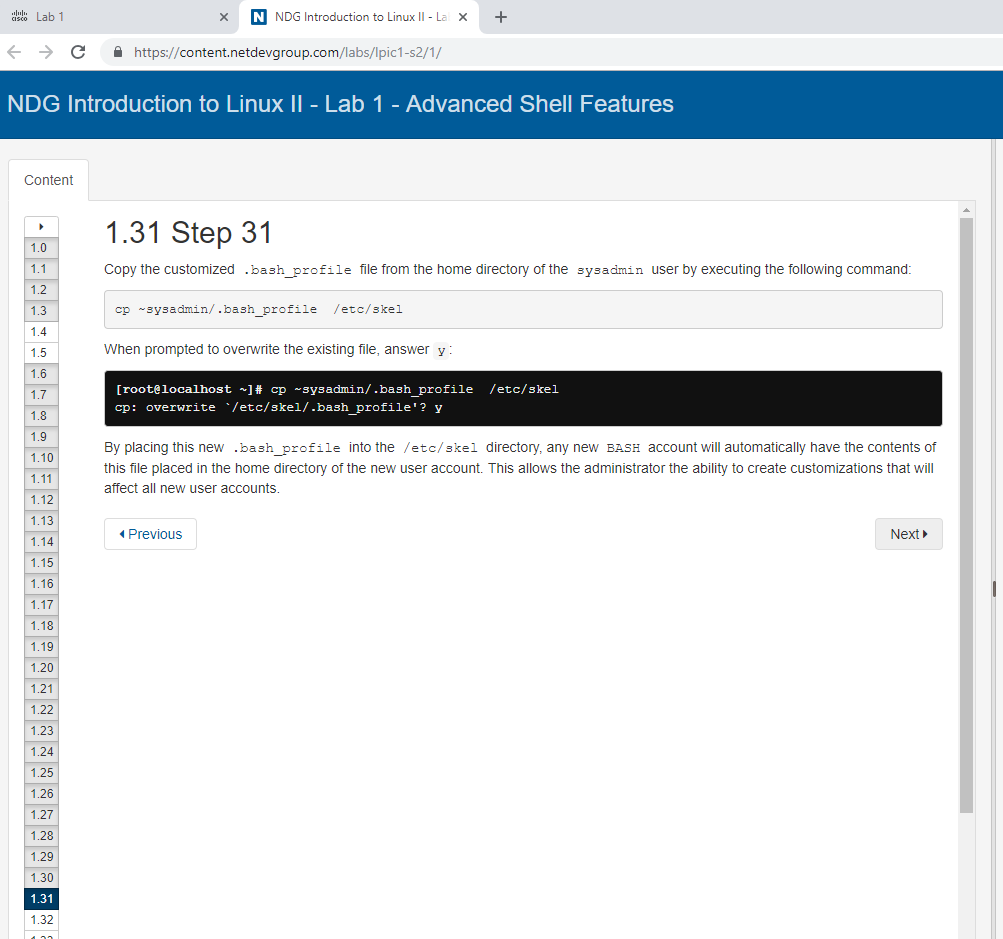 Lab 1
NDG Introduction to Linux II - La
https://content.netdevgroup.com/labs/lpic1-s2/1/
NDG Introduction to Linux II - Lab 1 - Advanced Shell Features
Content
1.0
1.1
1.2
1.3
1.4
1.5
1.6
1.7
1.8
1.9
1.10
1.11
1.12
1.13
1.14
1.15
1.16
1.17
1.18
1.19
1.20
1.21
1.22
1.23
1.24
1.25
1.26
1.27
1.28
1.29
1.30
1.31
1.32
1.31 Step 31
Copy the customized .bash_profile file from the home directory of the sysadmin user by executing the following command:
cp ~sysadmin/.bash_profile  /etc/skel
When prompted to overwrite the existing file, answer y:
[root@localhost ~]# cp ~sysadmin/.bash_profile  /etc/skel
cp: overwrite `/etc/skel/.bash_profile'? y
By placing this new .bash_profile into the /etc/skel directory, any new BASH account will automatically have the contents of
this file placed in the home directory of the new user account. This allows the administrator the ability to create customizations that will
affect all new user accounts.
Previous
Next